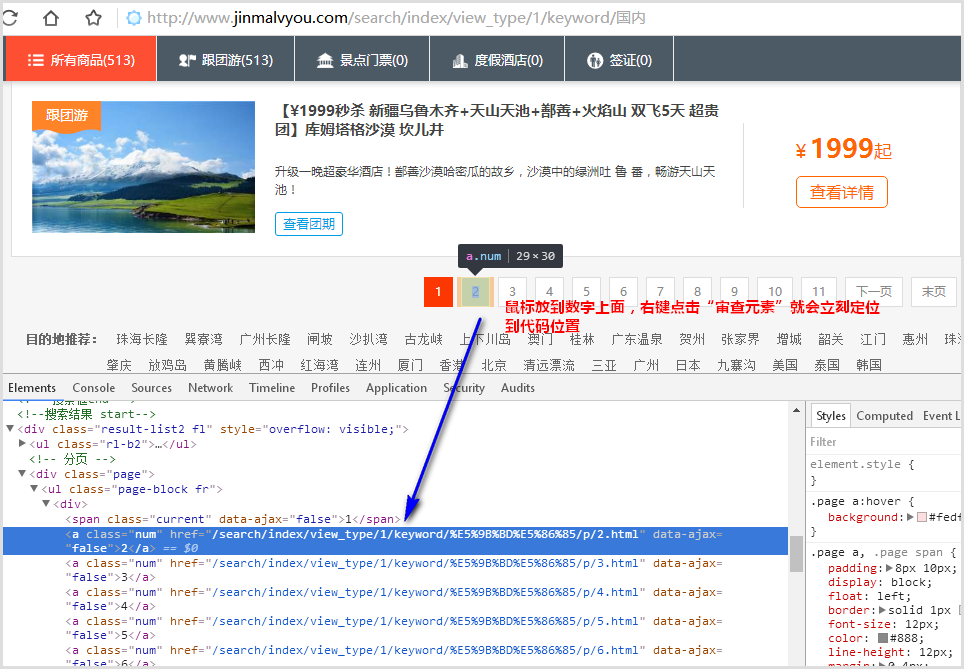 http://www.jinmalvyou.com/search/index/view_type/1/keyword/国内
所有商品(513) 跟团游(513) 景点门票(0) 度假酒店(0) 签证(0)
跟团游
【¥1999秒杀 新疆乌鲁木齐+天山天池+鄯善+火焰山 双飞5天 超贵
团】库姆塔格沙漠 坎儿井
¥1999起
升级一晚超豪华酒店！鄯善沙漠哈密瓜的故乡，沙漠中的绿洲吐 鲁 番，畅游天山天
池！
查看详情
查看团期
a.num 29×30
1 2 3 4 5 6 7 8 9 10 11 下一页 末页
鼠标放到数字上面，右键点击“审查元素”就会立刻定位
到代码位置
目的地推荐： 珠海长隆 巽寮湾 广州长隆 闸坡 沙扒湾 古龙峡 上下川岛 澳门 桂林 广东温泉 贺州 张家界 增城 韶关 江门 惠州 珠
肇庆 放鸡岛 黄腾峡 西冲 红海湾 连州 厦门 香港 北京 清远漂流 三亚 广州 日本 九寨沟 美国 泰国 韩国
Elements Console Sources Network Timeline Profiles Application Security Audits
<!--搜索结果 start-->
<div class="result-list2 fl" style="overflow: visible;">
<ul class="rl-b2">…</ul>
<!-- 分页 -->
<div class="page">
<ul class="page-block fr">
<div>
<span class="current" data-ajax="false">1</span>
<a class="num" href="/search/index/view_type/1/keyword/%E5%9B%BD%E5%86%85/p/2.html" data-ajax=
"false">2</a> == $0
<a class="num" href="/search/index/view_type/1/keyword/%E5%9B%BD%E5%86%85/p/3.html" data-ajax=
"false">3</a>
<a class="num" href="/search/index/view_type/1/keyword/%E5%9B%BD%E5%86%85/p/4.html" data-ajax=
"false">4</a>
<a class="num" href="/search/index/view_type/1/keyword/%E5%9B%BD%E5%86%85/p/5.html" data-ajax=
"false">5</a>
<a class="num" href="/search/index/view_type/1/keyword/%E5%9B%BD%E5%86%85/p/6.html" data-ajax=
"false">6</a>
Styles Computed Event L
Filter
element.style {
}
.page a:hover {
background: #fedf
}
.page a, .page span {
padding: 8px 10px;
display: block;
float: left;
border: solid 1px
font-size: 12px;
color: #888;
line-height: 12px;
margin: 0 4px;